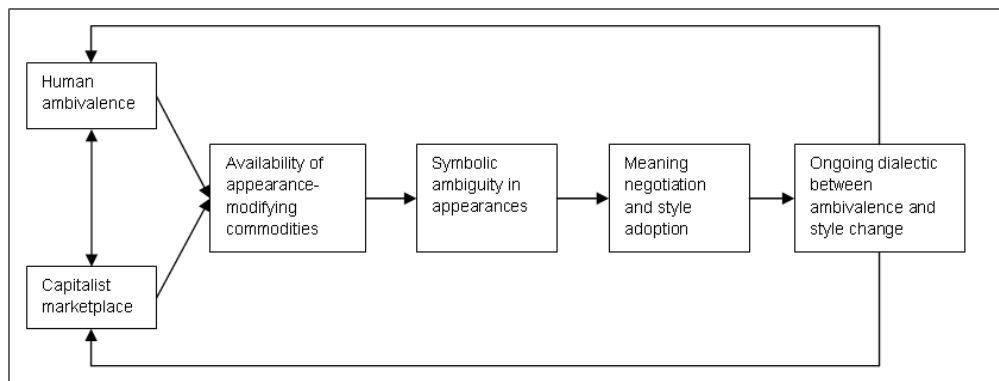 Human
ambivalence
Availability of
appearance-
modifying
commodities
Symbolic
ambiguity in
appearances
Meaning
negotiation
and style
adoption
Ongoing dialectic
between
ambivalence and
style change
Capitalist
marketplace